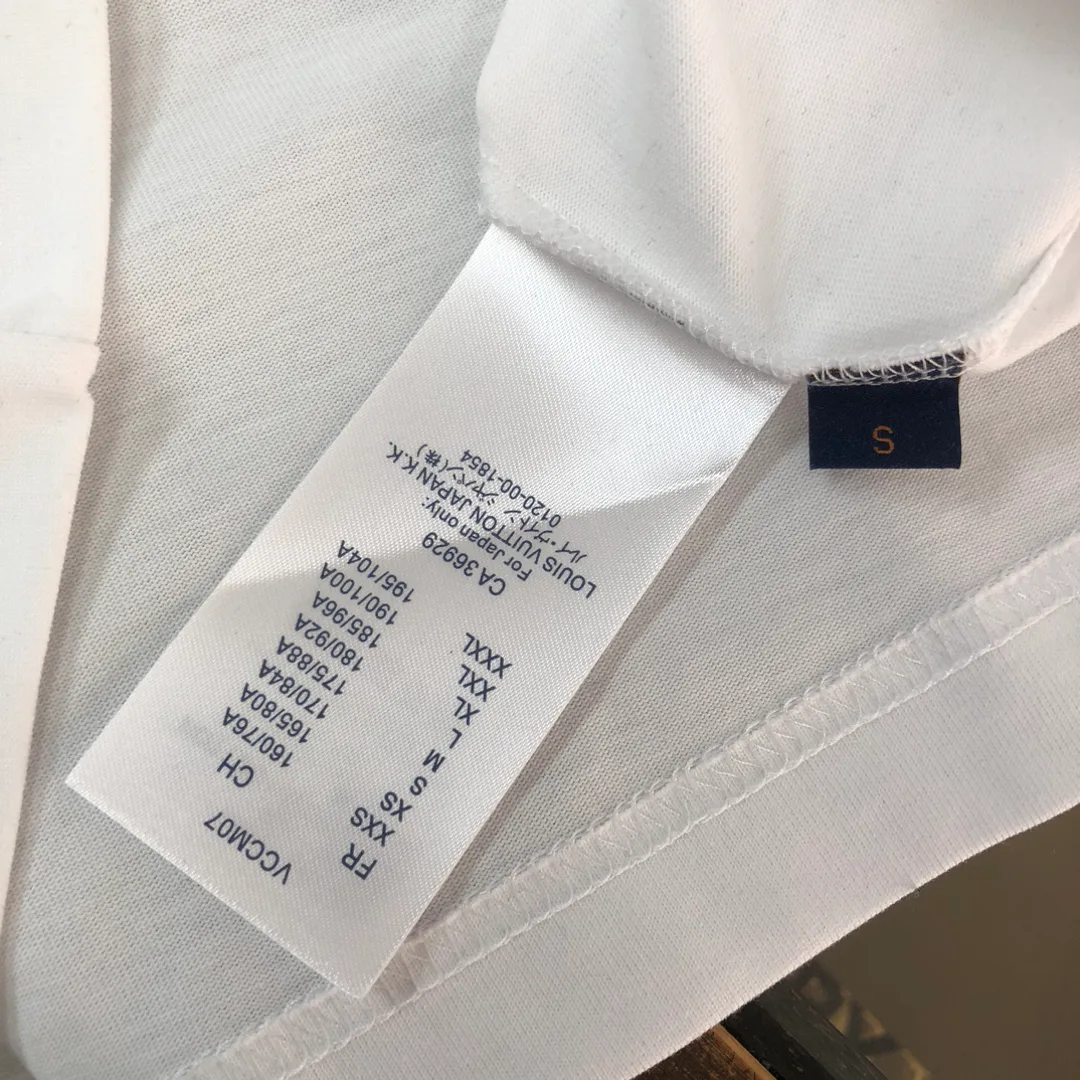 VCCM07
FR CH
XXS 160/76A
XS 165/80A
S 170/84A
M 175/88A
L 180/92A
XL 185/96A
XXL 190/100A
XXXL 195/104A
CA 36929
For Japan only:
LOUIS VUITTON JAPAN K.K.
ルイ・ヴィトン ジャパン(株)
0120-00-1854
S